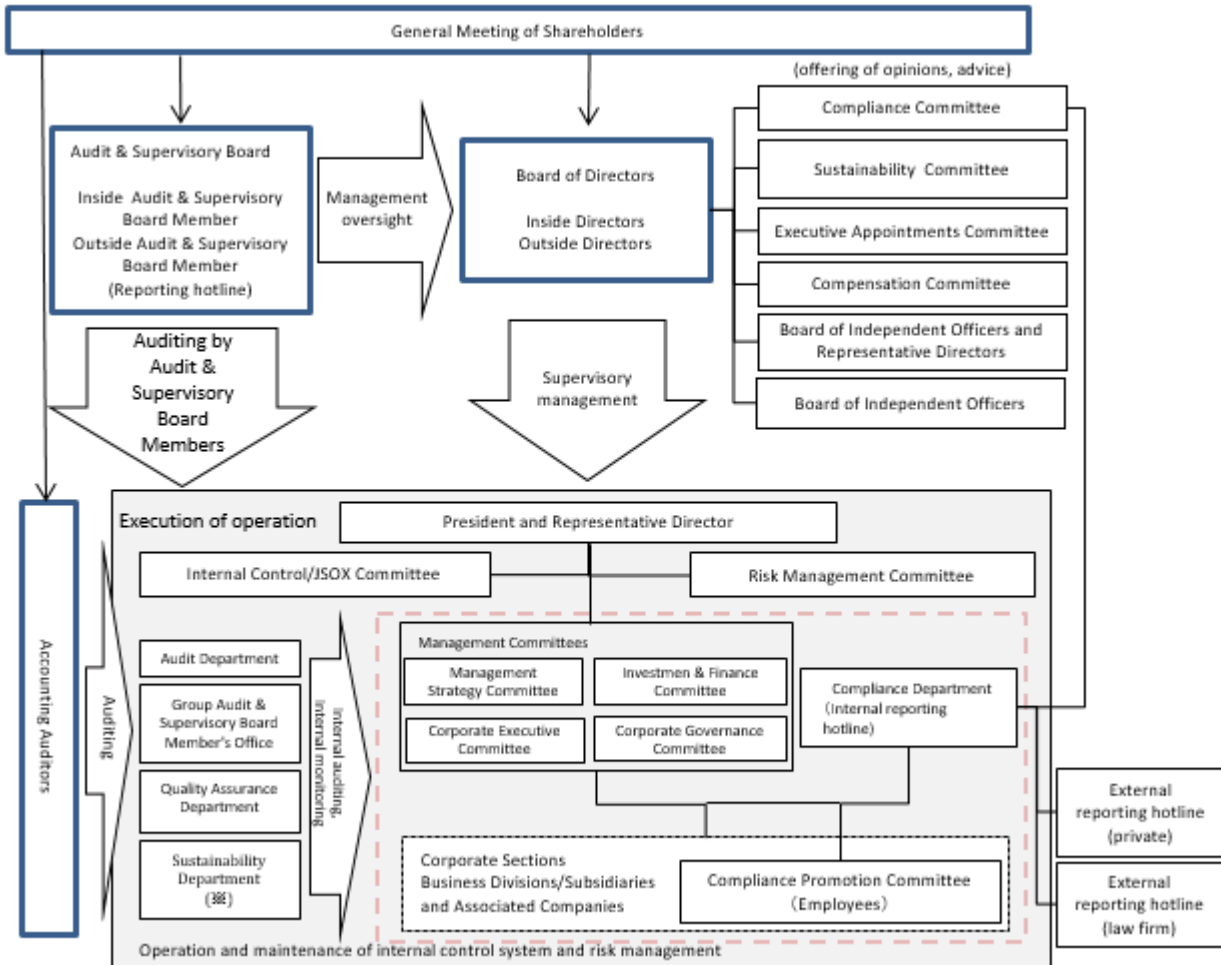 General Meeting of Shareholders
(offering of opinions, advice)
Compliance Committee
Sustainability Committee
Executive Appointments Committee
Compensation Committee
Board of Independent Officers and
Representative Directors
Board of Independent Officers
Audit & Supervisory Board
Inside Audit & Supervisory
Board Member
Outside Audit & Supervisory
Board Member
(Reporting hotline)
Management
oversight
Board of Directors
Inside Directors
Outside Directors
Auditing by
Audit &
Supervisory
Board
Members
Supervisory
management
Accounting Auditors
Auditing
Execution of operation
President and Representative Director
Internal Control/JSOX Committee
Risk Management Committee
Audit Department
Group Audit &
Supervisory Board
Member's Office
Quality Assurance
Department
Sustainability
Department
(※)
Internal auditing,
Internal monitoring
Management Committees
Management
Strategy Committee
Investmen & Finance
Committee
Corporate Executive
Committee
Corporate Governance
Committee
Compliance Department
(Internal reporting
hotline)
Corporate Sections
Business Divisions/Subsidiaries
and Associated Companies
Compliance Promotion Committee
(Employees)
External
reporting hotline
(private)
External
reporting hotline
(law firm)
Operation and maintenance of internal control system and risk management